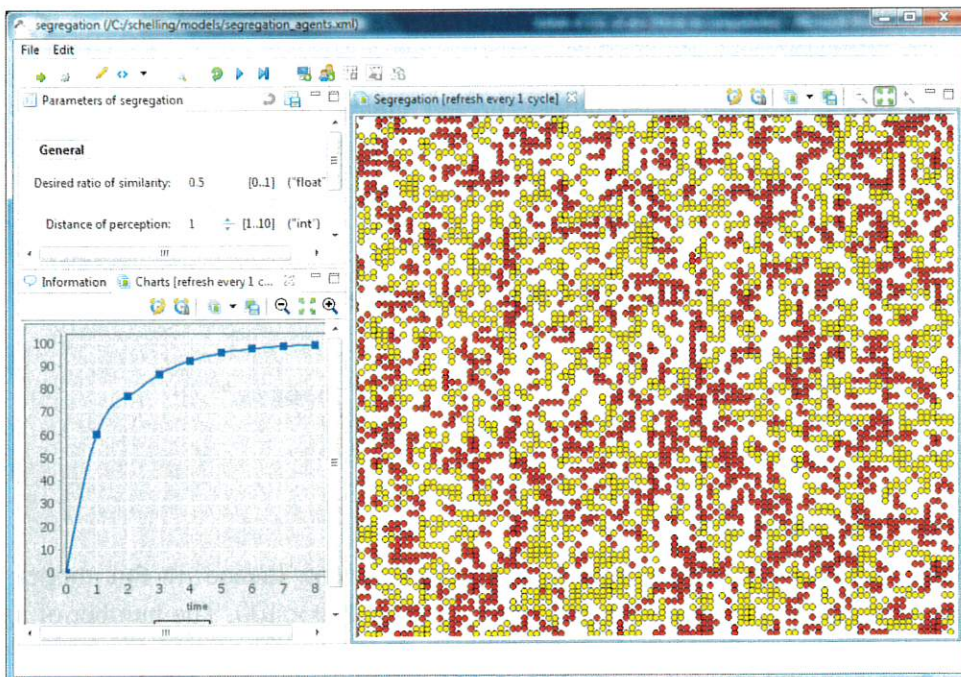 segregation (/C:/schelling/models/segregation_agents.xml)
File Edit
Parameters of segregation
General
Desired ratio of similarity: 0.5 [0..1] ("float"
Distance of perception: 1 [1..10] ("int")
Information Charts [refresh every 1 c...
100
90
80
70
60
50
40
30
20
10
0
0 1 2 3 4 5 6 7 8
time
Segregation [refresh every 1 cycle]